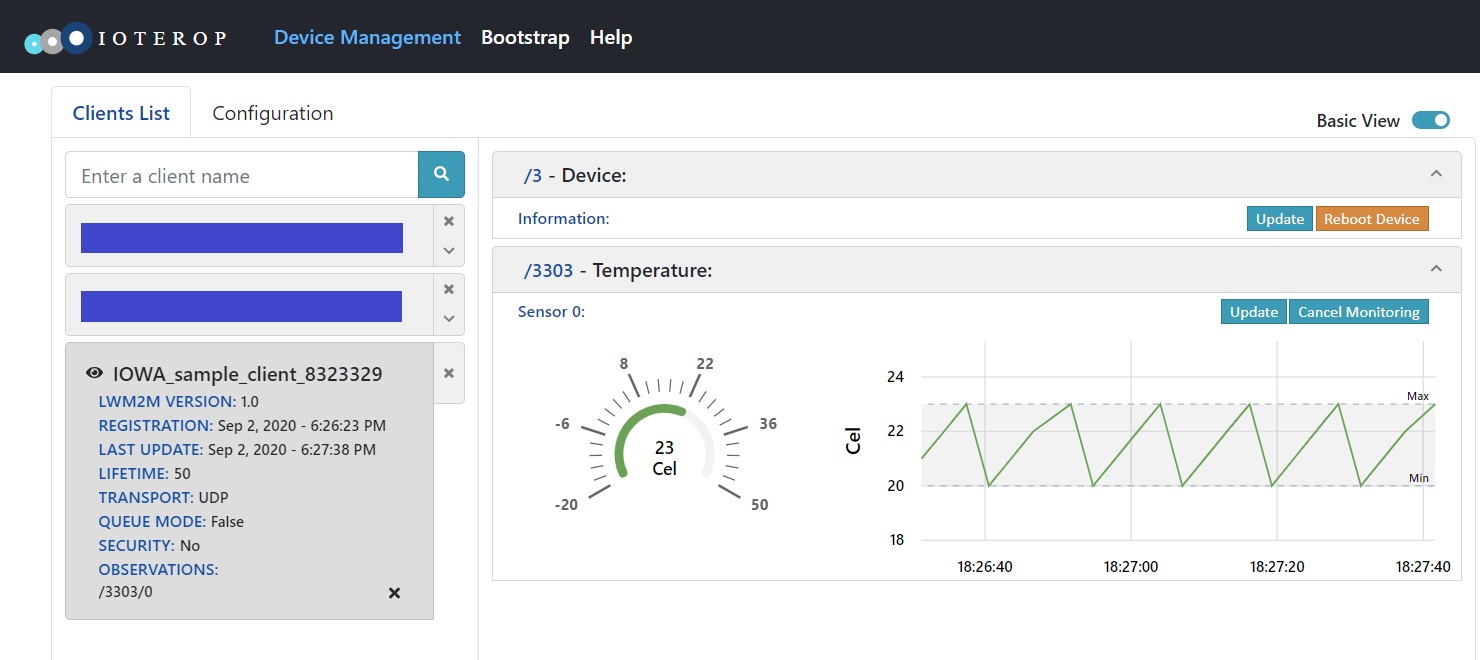 IOTEROP
Device Management Bootstrap Help
Clients List Configuration
Basic View
Enter a client name
IOWA_sample_client_8323329
LWM2M VERSION: 1.0
REGISTRATION: Sep 2, 2020 - 6:26:23 PM
LAST UPDATE: Sep 2, 2020 - 6:27:38 PM
LIFETIME: 50
TRANSPORT: UDP
QUEUE MODE: False
SECURITY: No
OBSERVATIONS:
/3303/0
/3 - Device:
Information:
Update Reboot Device
/3303 - Temperature:
Sensor 0:
Update Cancel Monitoring
8 22
-6 36
23
Cel
-20 50
Cel
24
22
20
18
Max
Min
18:26:40 18:27:00 18:27:20 18:27:40